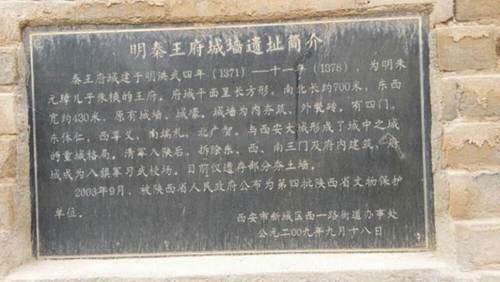 明秦王府城墙遗址简介
秦王府城建于明洪武四年（1371）—十一年（1378），为明朱
元璋儿子朱樉的王府。府城平面呈长方形，南北长约700米，东西
宽约430米，原有城墙、城壕。城墙为内夯筑，外甃砖。有四门，
东体仁，西尊义，南端礼，北广智，与西安大城形成了城中之城
的重城格局。清军入陕后，拆除东、西、南三门及府内建筑，府
城成为八旗军习武校场。目前仅遗存部分夯土墙。
2003年9月，被陕西省人民政府公布为第四批陕西省文物保护
单位。
西安市新城区西一路街道办事处
公元二00九年九月十八日